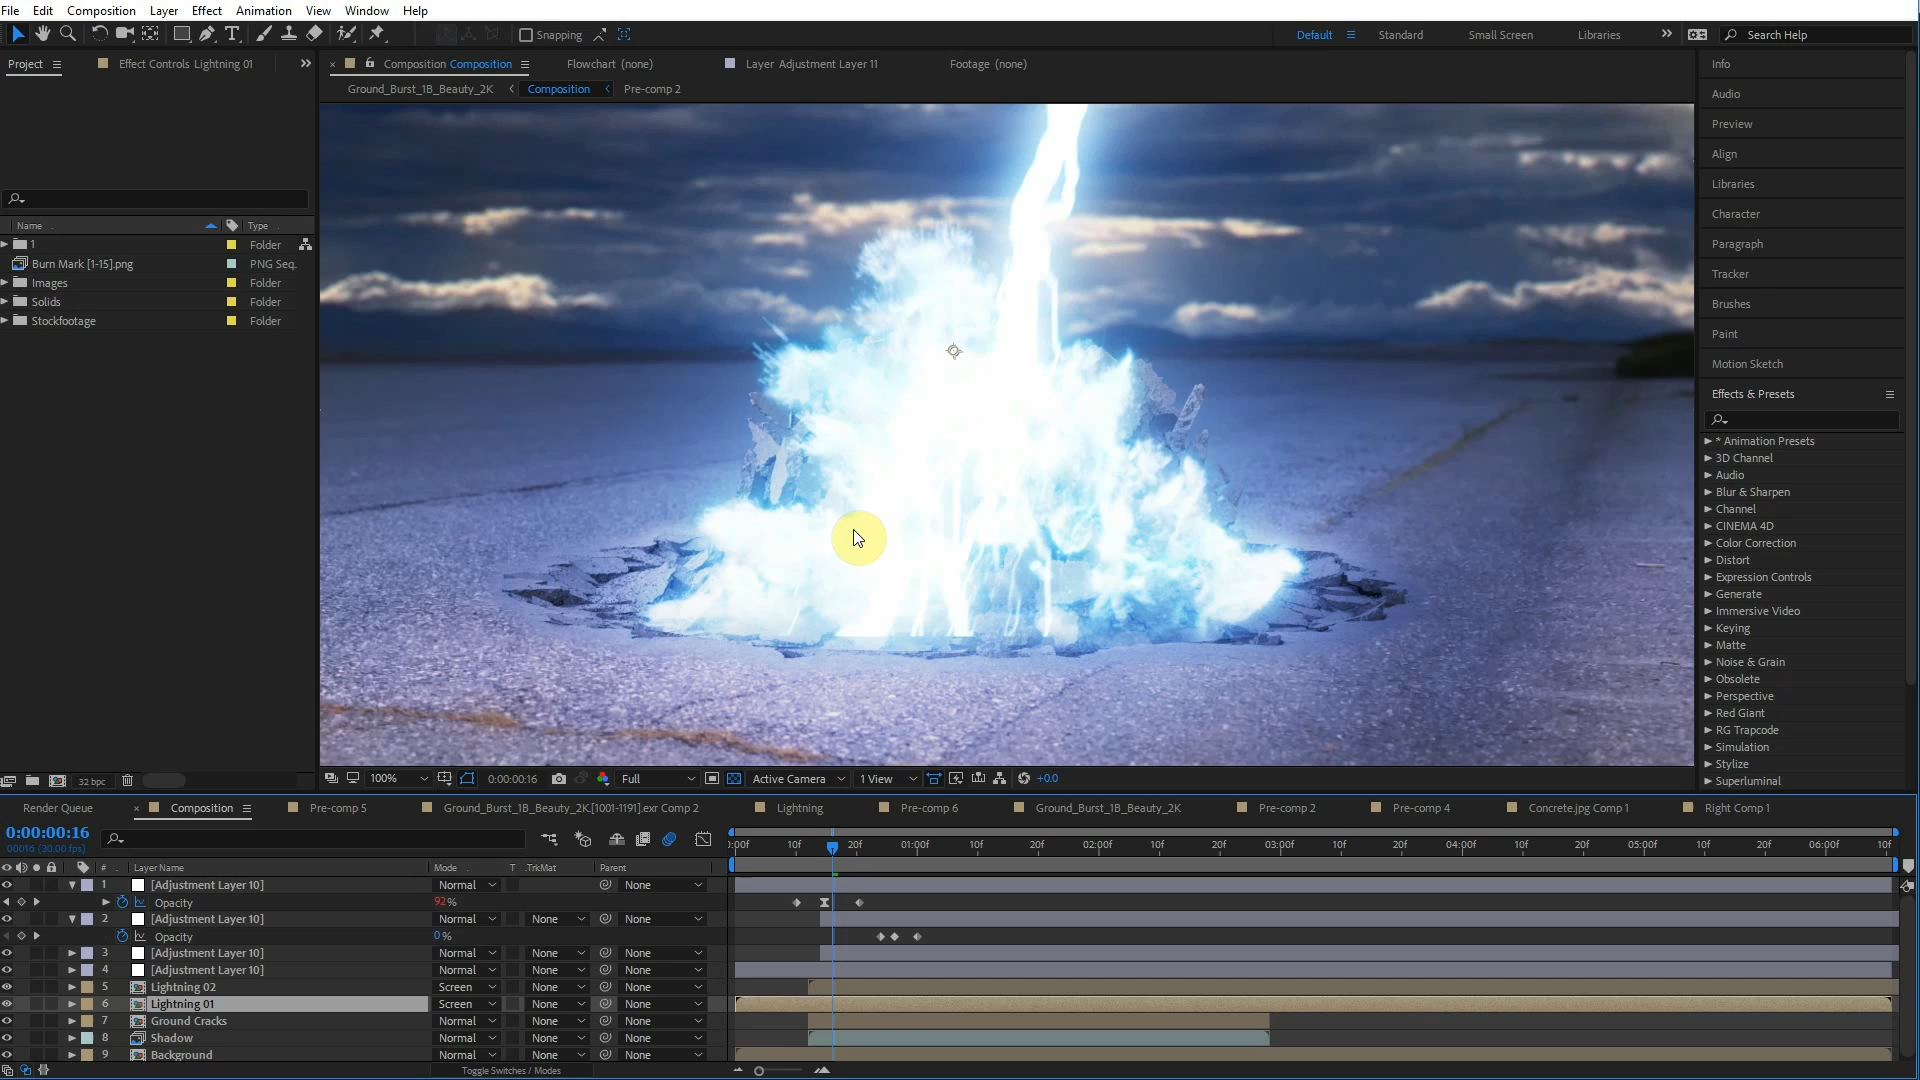 File Edit Composition Layer Effect Animation View Window Help
Snapping
Default Standard Small Screen Libraries Search Help
Project Effect Controls Lightning 01
Composition Composition Flowchart (none) Layer Adjustment Layer 11 Footage (none)
Ground_Burst_1B_Beauty_2K Composition Pre-comp 2
Name Type
1 Folder
Burn Mark [1-15].png PNG Seq.
Images Folder
Solids Folder
Stockfootage Folder
32 bpc
100% 0:00:00:16 Full Active Camera 1 View +0.0
Info
Audio
Preview
Align
Libraries
Character
Paragraph
Tracker
Brushes
Paint
Motion Sketch
Effects & Presets
* Animation Presets
3D Channel
Audio
Blur & Sharpen
Channel
CINEMA 4D
Color Correction
Distort
Expression Controls
Generate
Immersive Video
Keying
Matte
Noise & Grain
Obsolete
Perspective
Red Giant
RG Trapcode
Simulation
Stylize
Superluminal
Render Queue Composition Pre-comp 5 Ground_Burst_1B_Beauty_2K.[1001-1191].exr Comp 2 Lightning Pre-comp 6 Ground_Burst_1B_Beauty_2K Pre-comp 2 Pre-comp 4 Concrete.jpg Comp 1 Right Comp 1
0:00:00:16
00016 (30.00 fps)
:00f 10f 20f 01:00f 10f 20f 02:00f 10f 20f 03:00f 10f 20f 04:00f 10f 20f 05:00f 10f 20f 06:00f 10f
# Layer Name Mode T .TrkMat Parent
1 [Adjustment Layer 10] Normal None
Opacity 92%
2 [Adjustment Layer 10] Normal None None
Opacity 0%
3 [Adjustment Layer 10] Normal None None
4 [Adjustment Layer 10] Normal None None
5 Lightning 02 Screen None None
6 Lightning 01 Screen None None
7 Ground Cracks Normal None None
8 Shadow Normal None None
9 Background Normal None None
Toggle Switches / Modes